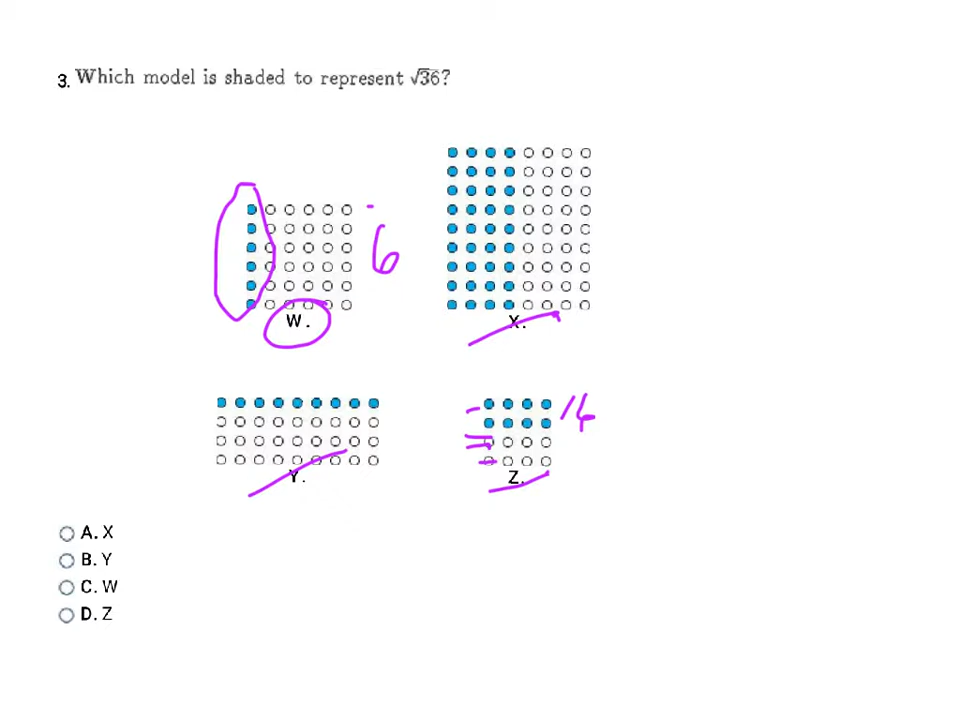 3. Which model is shaded to represent √36?
6
W.
X.
14
Y.
Z.
A. X
B. Y
C. W
D. Z